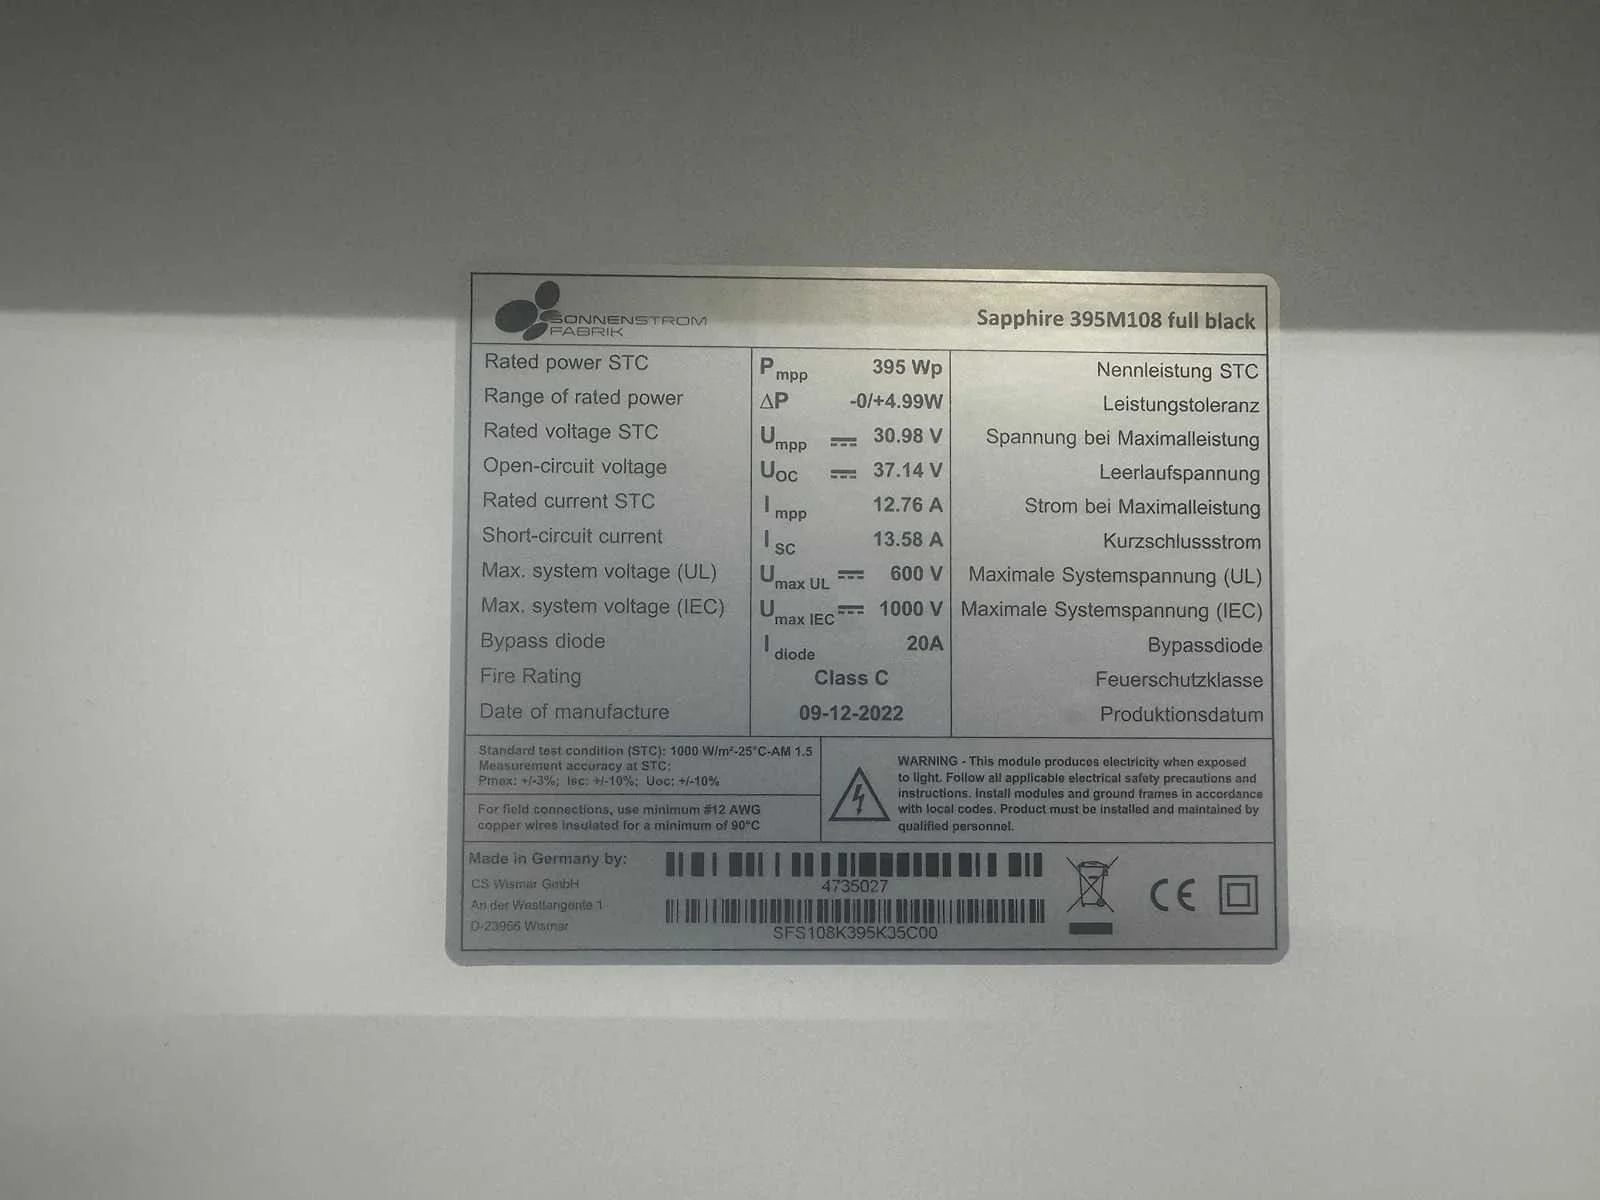 SONNENSTROM
FABRIK
Sapphire 395M108 full black
Rated power STC Pmpp 395 Wp Nennleistung STC
Range of rated power ΔP -0/+4.99W Leistungstoleranz
Rated voltage STC Umpp 30.98 V Spannung bei Maximalleistung
Open-circuit voltage UOC 37.14 V Leerlaufspannung
Rated current STC Impp 12.76 A Strom bei Maximalleistung
Short-circuit current ISC 13.58 A Kurzschlussstrom
Max. system voltage (UL) Umax UL 600 V Maximale Systemspannung (UL)
Max. system voltage (IEC) Umax IEC 1000 V Maximale Systemspannung (IEC)
Bypass diode Idiode 20A Bypassdiode
Fire Rating Class C Feuerschutzklasse
Date of manufacture 09-12-2022 Produktionsdatum
Standard test condition (STC): 1000 W/m²-25°C-AM 1.5
Measurement accuracy at STC:
Pmax: +/-3%; Isc: +/-10%; Uoc: +/-10%
For field connections, use minimum #12 AWG
copper wires insulated for a minimum of 90°C
WARNING - This module produces electricity when exposed
to light. Follow all applicable electrical safety precautions and
instructions. Install modules and ground frames in accordance
with local codes. Product must be installed and maintained by
qualified personnel.
Made in Germany by:
CS Wismar GmbH
An der Westtangente 1
D-23966 Wismar
4735027
SFS108K395K35C00
CE